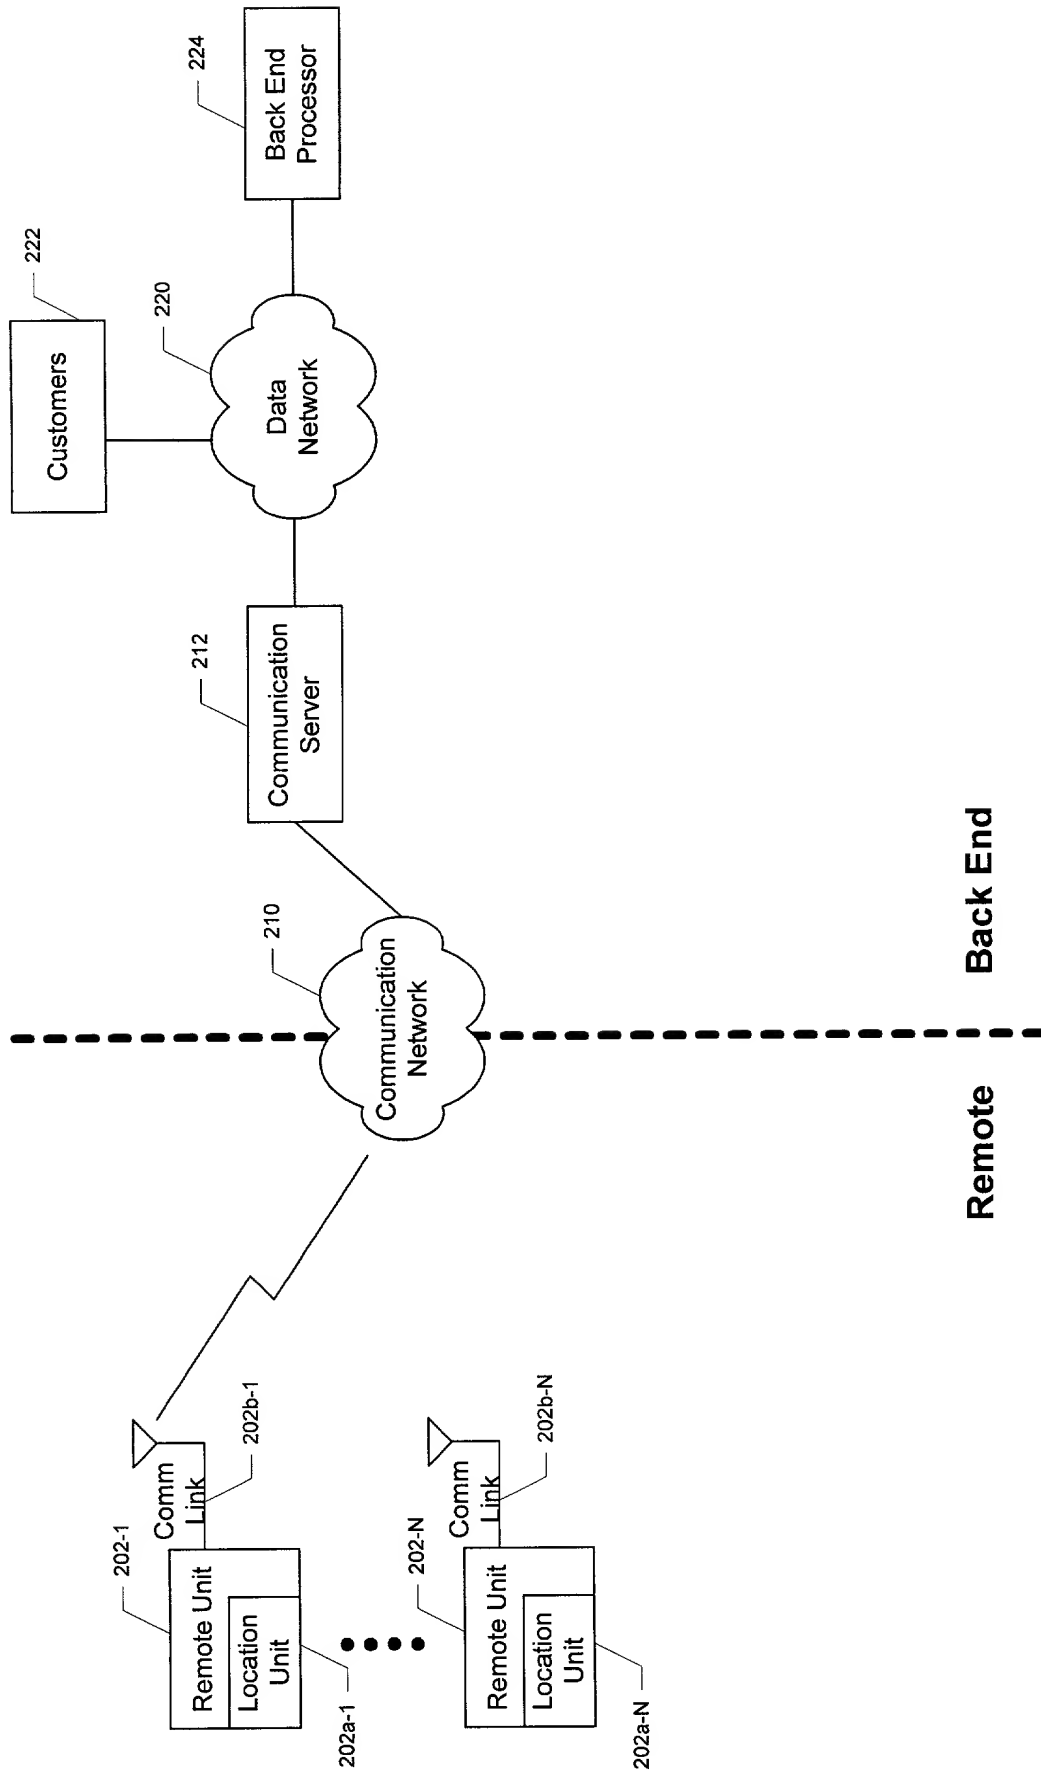 202-1
Remote Unit
Location
Unit
202a-1
Comm
Link
202b-1
202-N
Remote Unit
Location
Unit
202a-N
Comm
Link
202b-N
210
Communication
Network
212
Communication
Server
220
Data
Network
222
Customers
224
Back End
Processor
Remote
Back End